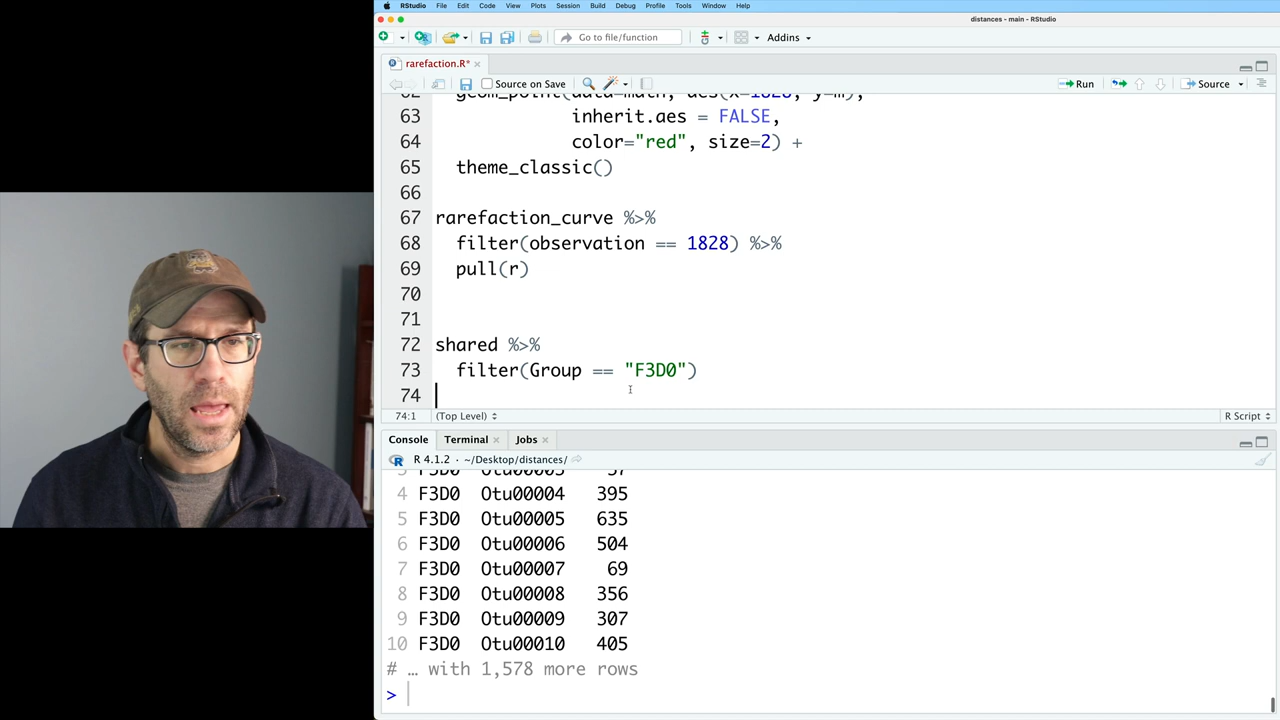 RStudio File Edit Code View Plots Session Build Debug Profile Tools Window Help
distances - main - RStudio
Go to file/function Addins
rarefaction.R*
Source on Save Run Source
63 inherit.aes = FALSE,
64 color="red", size=2) +
65 theme_classic()
66
67 rarefaction_curve %>%
68 filter(observation == 1828) %>%
69 pull(r)
70
71
72 shared %>%
73 filter(Group == "F3D0")
74
74:1 (Top Level) R Script
Console Terminal Jobs
R 4.1.2 · ~/Desktop/distances/
4 F3D0 Otu00004 395
5 F3D0 Otu00005 635
6 F3D0 Otu00006 504
7 F3D0 Otu00007 69
8 F3D0 Otu00008 356
9 F3D0 Otu00009 307
10 F3D0 Otu00010 405
# … with 1,578 more rows
>